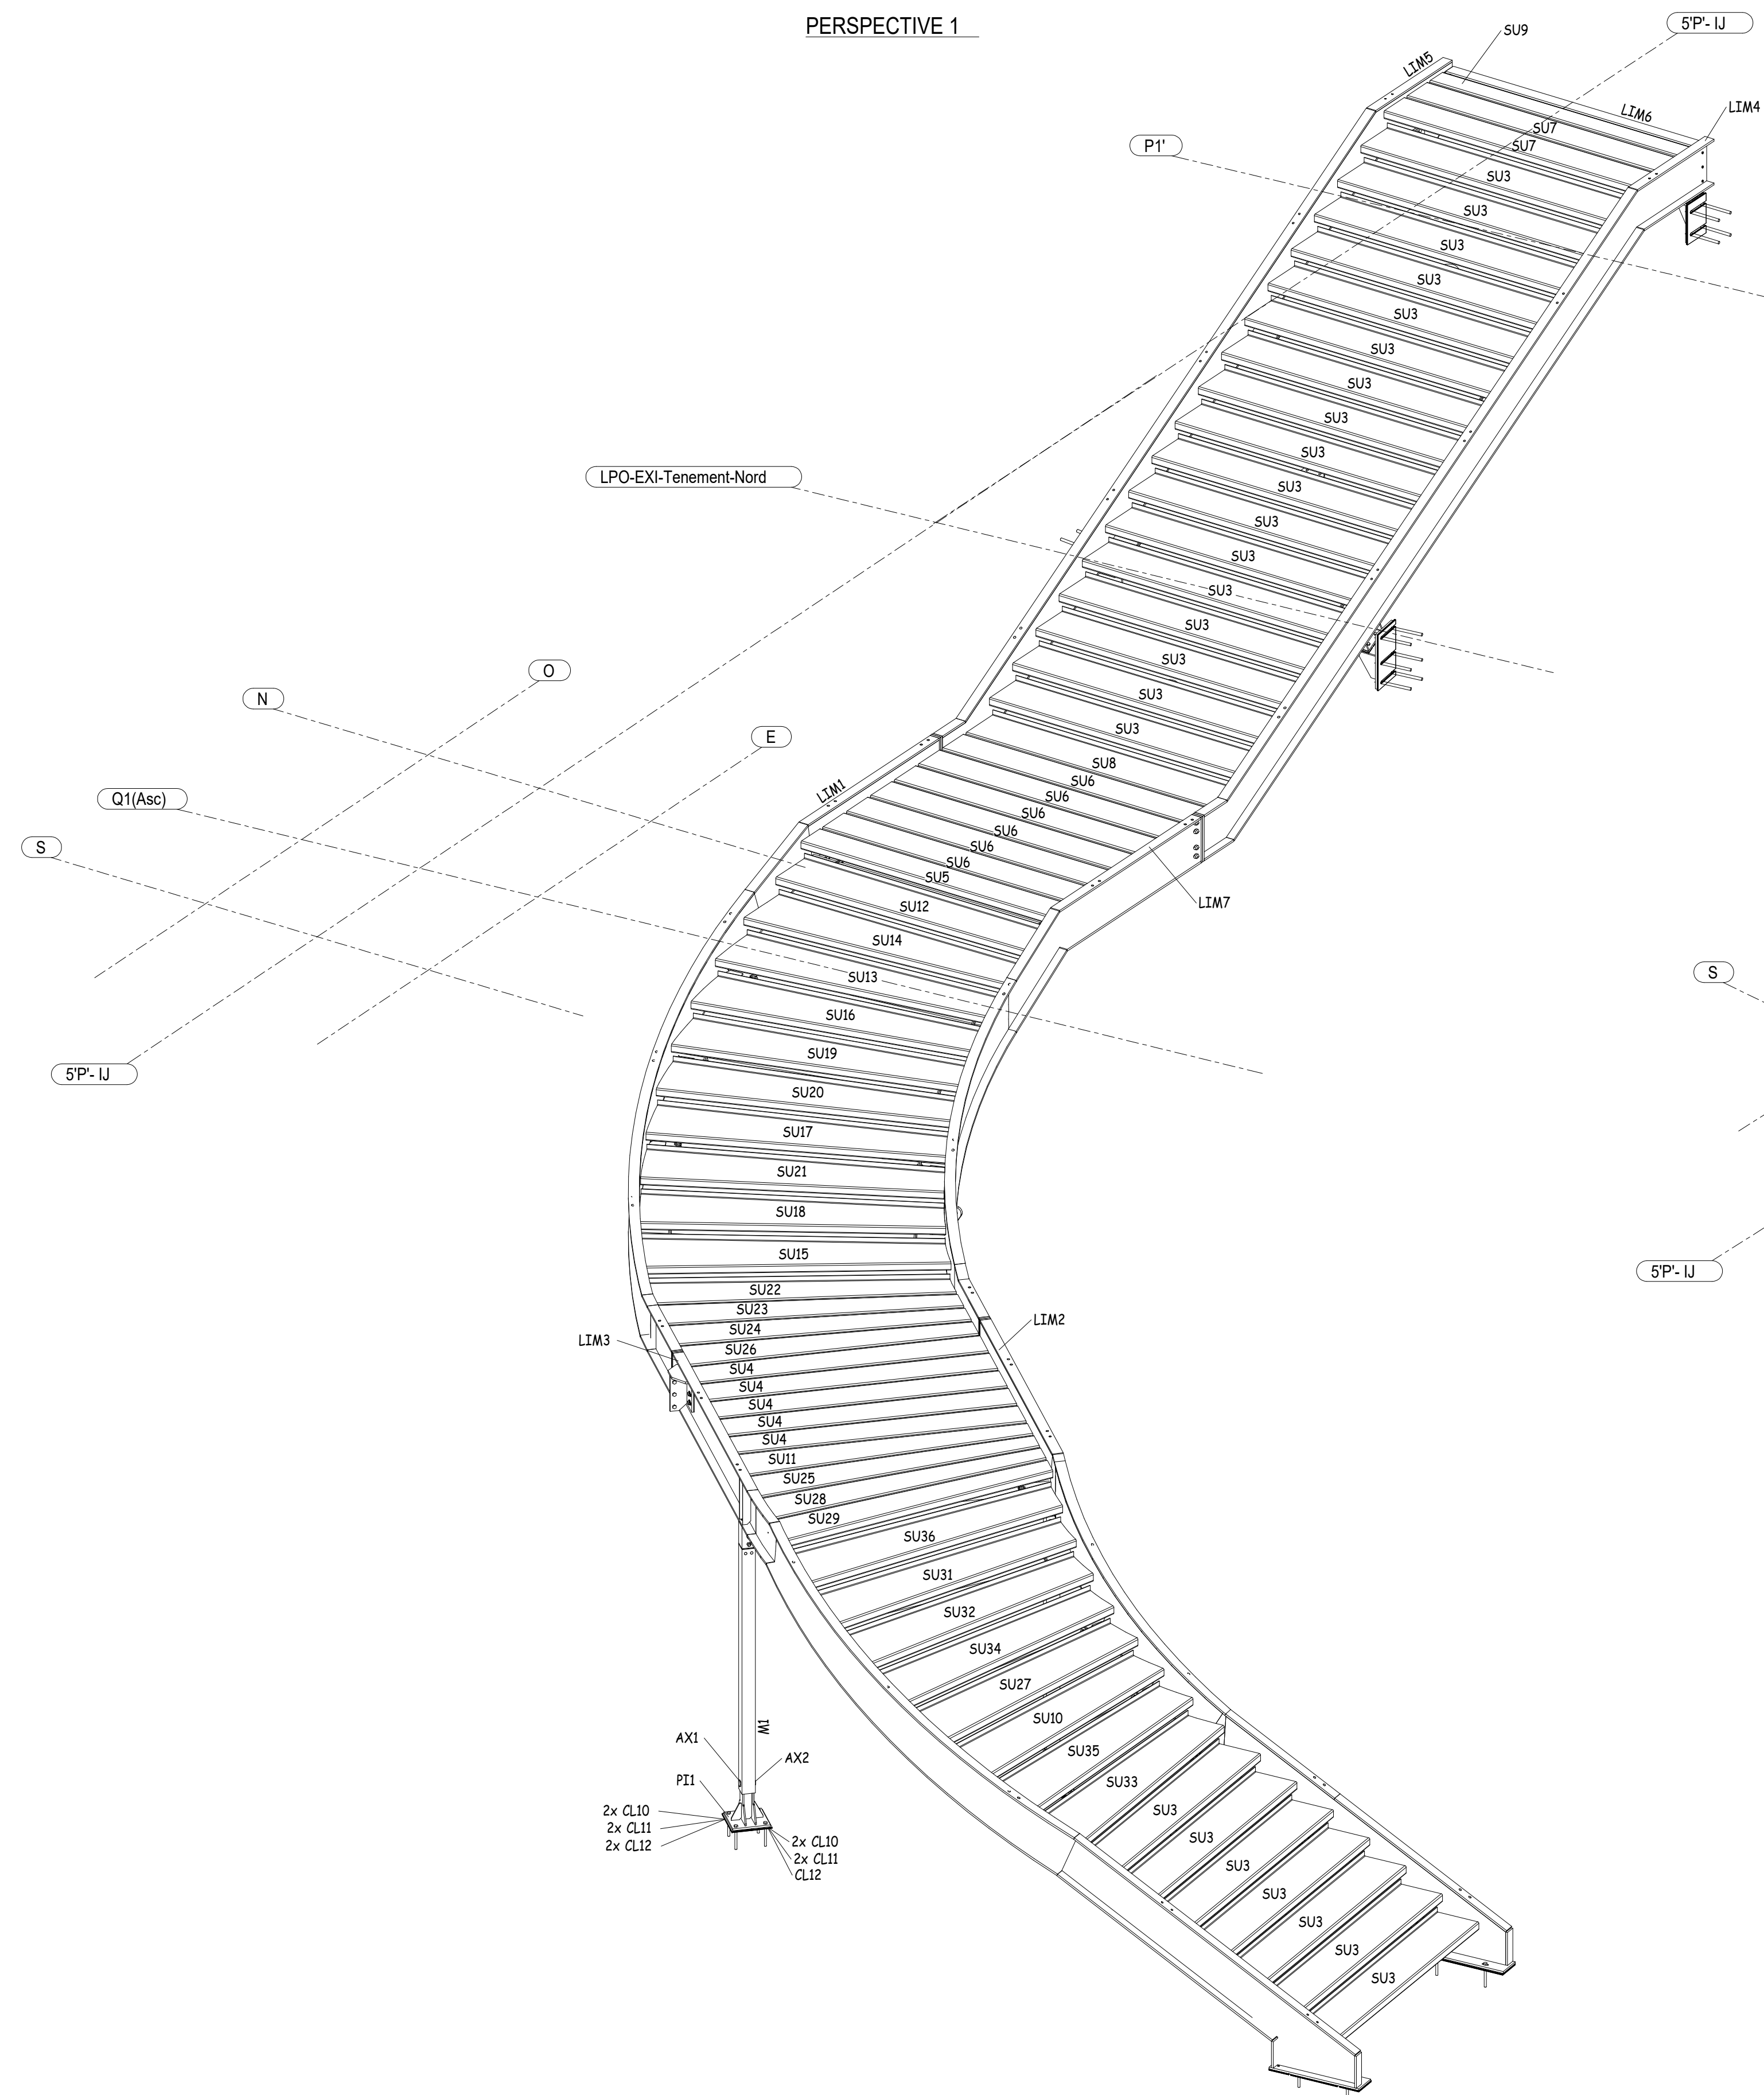 PERSPECTIVE 1
5'P'- IJ
SU9
LIM5
LIM6
LIM4
SU7
SU7
P1'
SU3
SU3
SU3
SU3
SU3
SU3
SU3
SU3
SU3
LPO-EXI-Tenement-Nord
SU3
SU3
SU3
SU3
SU3
SU3
SU3
SU3
O
N
E
SU8
SU6
SU6
SU6
SU6
SU6
SU5
LIM1
Q1(Asc)
S
LIM7
SU12
SU14
SU13
S
SU16
SU19
5'P'- IJ
SU20
SU17
SU21
SU18
SU15
5'P'- IJ
SU22
SU23
SU24
SU26
LIM3
LIM2
SU4
SU4
SU4
SU4
SU4
SU11
SU25
SU28
SU29
SU36
SU31
SU32
SU34
SU27
SU10
SU35
SU33
M1
AX1
AX2
PI1
2x CL10
2x CL11
2x CL12
2x CL10
2x CL11
CL12
SU3
SU3
SU3
SU3
SU3
SU3
SU3